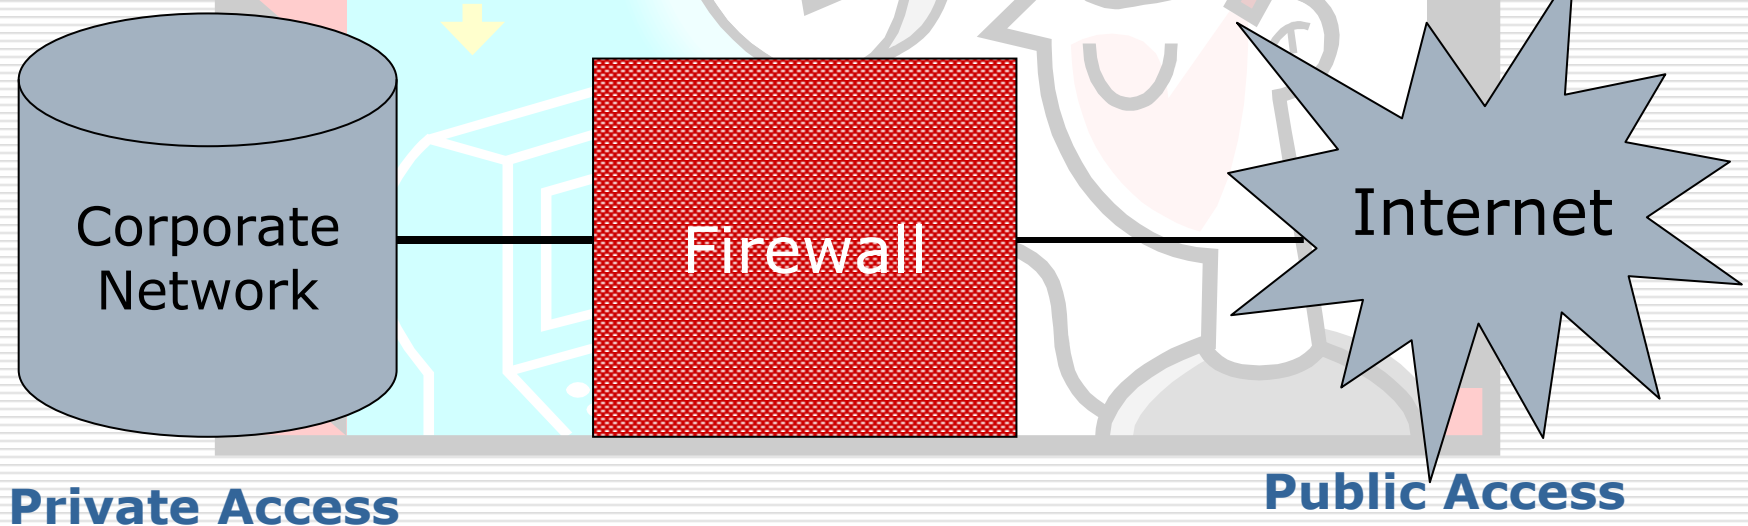 Corporate
Network
Firewall
Internet
Private Access
Public Access